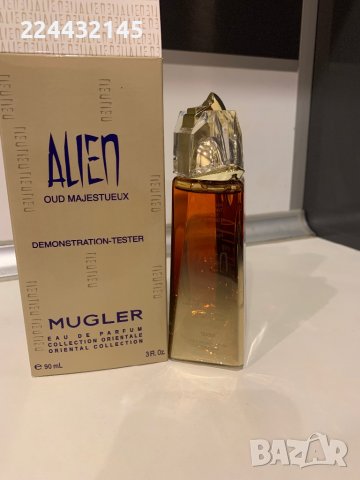 224432145
ALIEN
OUD MAJESTUEUX
DEMONSTRATION-TESTER
MUGLER
EAU DE PARFUM
COLLECTION ORIENTALE
ORIENTAL COLLECTION
e 90 mL
3 Fl. Oz.
BAZAR